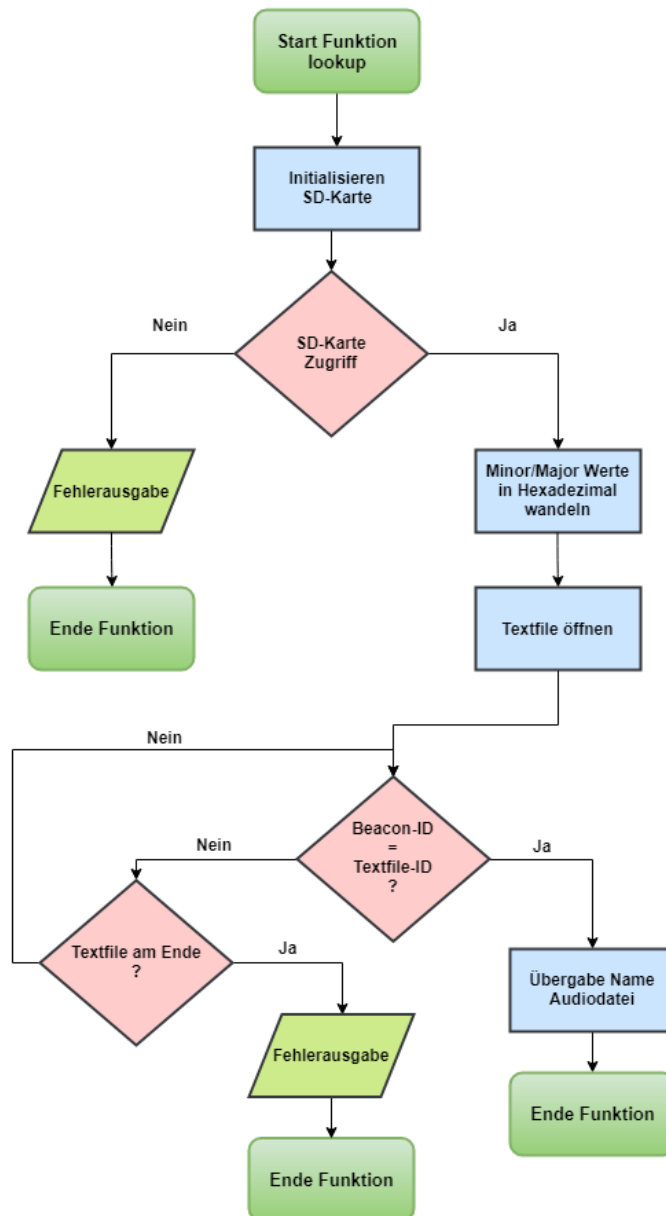 Start Funktion
lookup
Initialisieren
SD-Karte
Nein
Ja
SD-Karte
Zugriff
Fehlerausgabe
Minor/Major Werte
in Hexadezimal
wandeln
Ende Funktion
Textfile öffnen
Nein
Beacon-ID
=
Textfile-ID
?
Nein
Ja
Textfile am Ende
?
Ja
Übergabe Name
Audiodatei
Fehlerausgabe
Ende Funktion
Ende Funktion